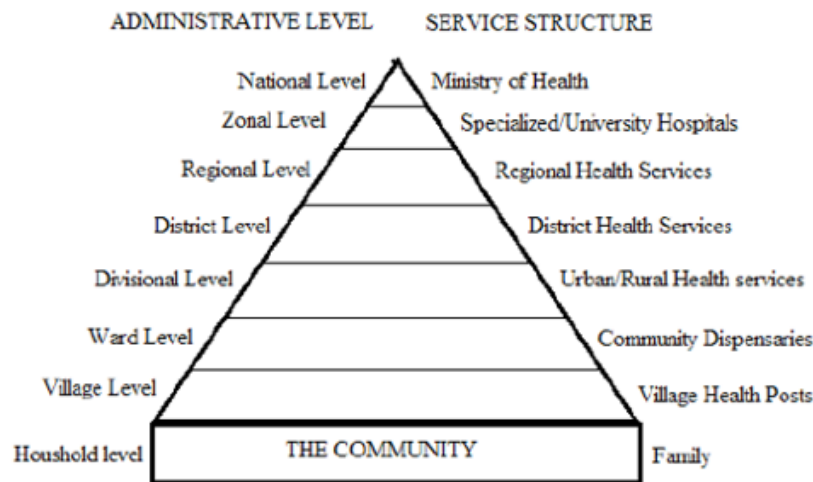 ADMINISTRATIVE LEVEL SERVICE STRUCTURE
National Level Ministry of Health
Zonal Level Specialized/University Hospitals
Regional Level Regional Health Services
District Level District Health Services
Divisional Level Urban/Rural Health services
Ward Level Community Dispensaries
Village Level Village Health Posts
Houshold level THE COMMUNITY Family